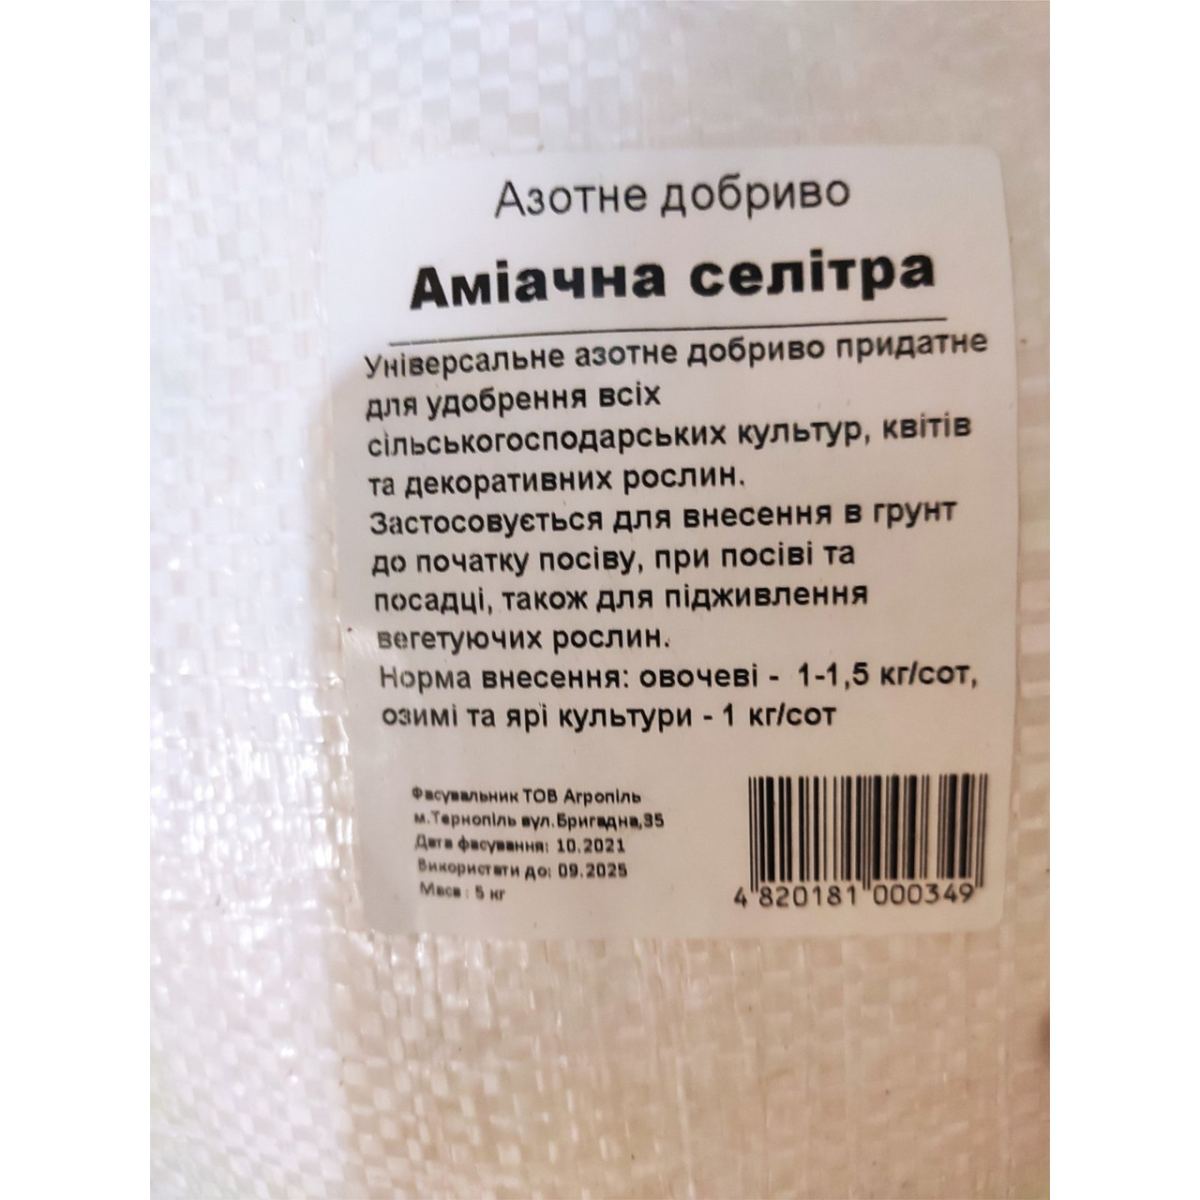 Азотне добриво
Аміачна селітра
Універсальне азотне добриво придатне
для удобрення всіх
сільськогосподарських культур, квітів
та декоративних рослин.
Застосовується для внесення в грунт
до початку посіву, при посіві та
посадці, також для підживлення
вегетуючих рослин.
Норма внесення: овочеві - 1-1,5 кг/сот,
озимі та ярі культури - 1 кг/сот
Фасувальник ТОВ Агропіль
м.Тернопіль вул.Бригадна,35
Дата фасування: 10.2021
Використати до: 09.2025
Маса : 5 кг
4 820181 000349